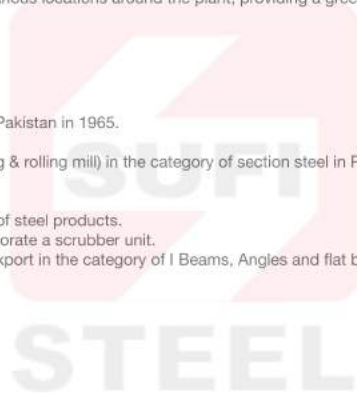 rious locations around the plant, providing a gree
Pakistan in 1965.
g & rolling mill) in the category of section steel in P
of steel products.
orate a scrubber unit.
xport in the category of I Beams, Angles and flat b
SUFI
STEEL